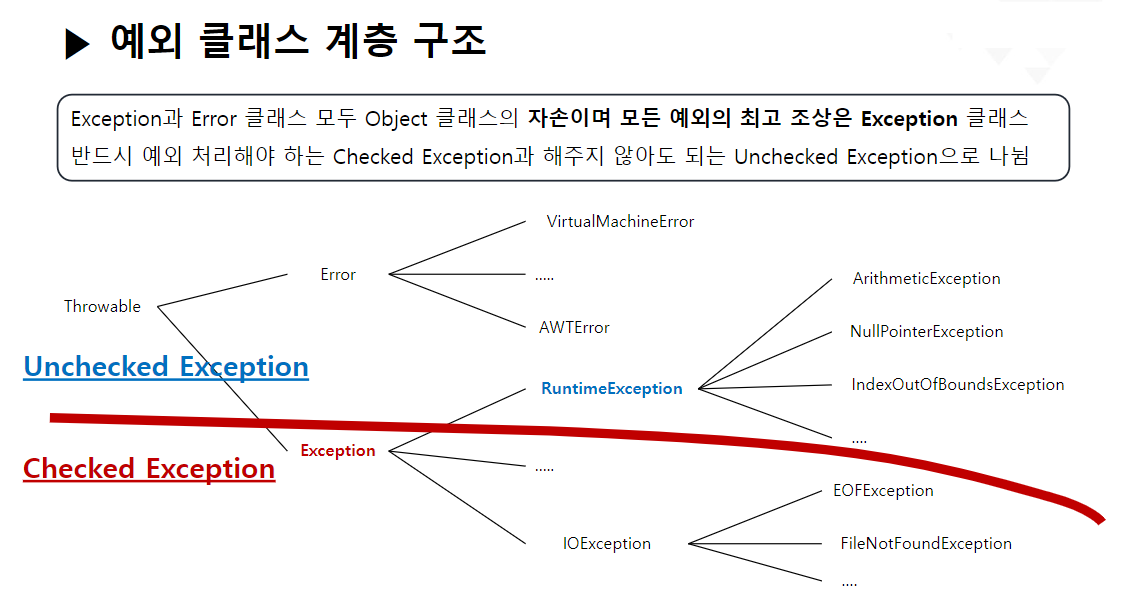 ▶ 예외 클래스 계층 구조
Exception과 Error 클래스 모두 Object 클래스의 자손이며 모든 예외의 최고 조상은 Exception 클래스
반드시 예외 처리해야 하는 Checked Exception과 해주지 않아도 되는 Unchecked Exception으로 나뉨
VirtualMachineError
Error
.....
ArithmeticException
Throwable
AWTError
NullPointerException
Unchecked Exception
RuntimeException
IndexOutOfBoundsException
....
Exception
Checked Exception
.....
EOFException
IOException
FileNotFoundException
....